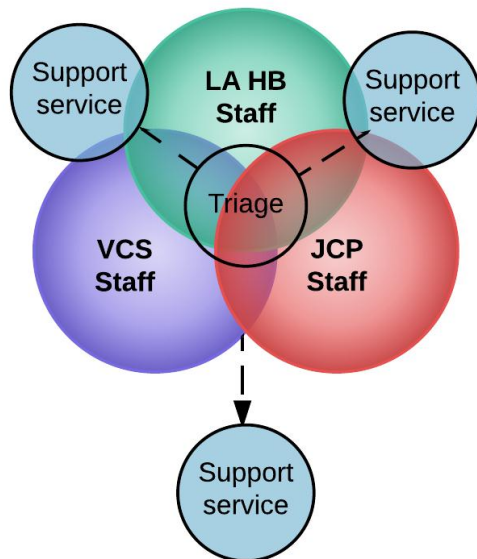 Support
service
LA HB
Staff
Support
service
Triage
VCS
Staff
JCP
Staff
Support
service